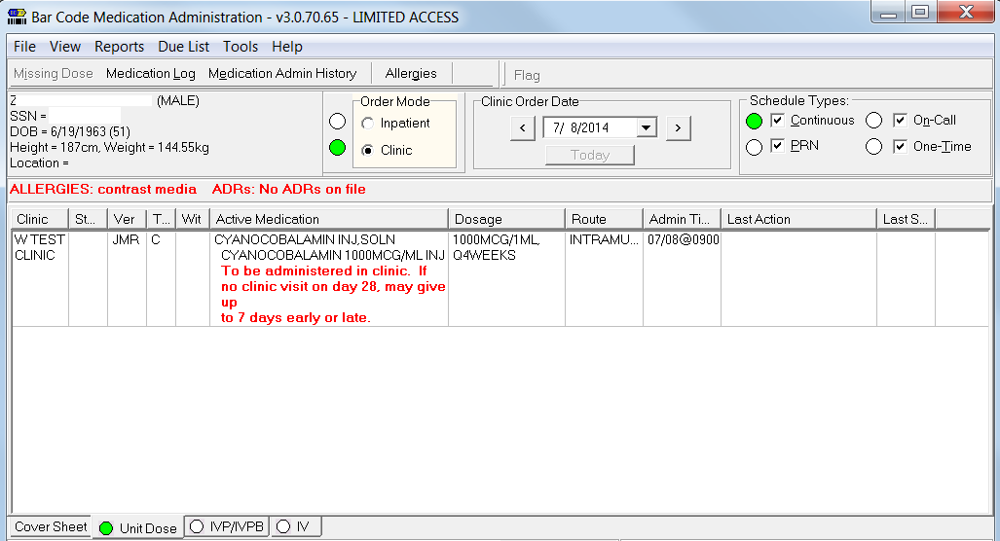 Bar Code Medication Administration - v3.0.70.65 - LIMITED ACCESS
File View Reports Due List Tools Help
Missing Dose Medication Log Medication Admin History Allergies Flag
Z (MALE)
SSN =
DOB = 6/19/1963 (51)
Height = 187cm, Weight = 144.55kg
Location =
Order Mode
Inpatient
Clinic
Clinic Order Date
< 7/ 8/2014 >
Today
Schedule Types:
Continuous On-Call
PRN One-Time
ALLERGIES: contrast media ADRs: No ADRs on file
Clinic St... Ver T... Wit Active Medication Dosage Route Admin Ti... Last Action Last S...
W TEST JMR C CYANOCOBALAMIN INJ,SOLN 1000MCG/1ML, INTRAMU... 07/08@0900
CLINIC CYANOCOBALAMIN 1000MCG/ML INJ Q4WEEKS
To be administered in clinic. If
no clinic visit on day 28, may give
up
to 7 days early or late.
Cover Sheet Unit Dose IVP/IVPB IV